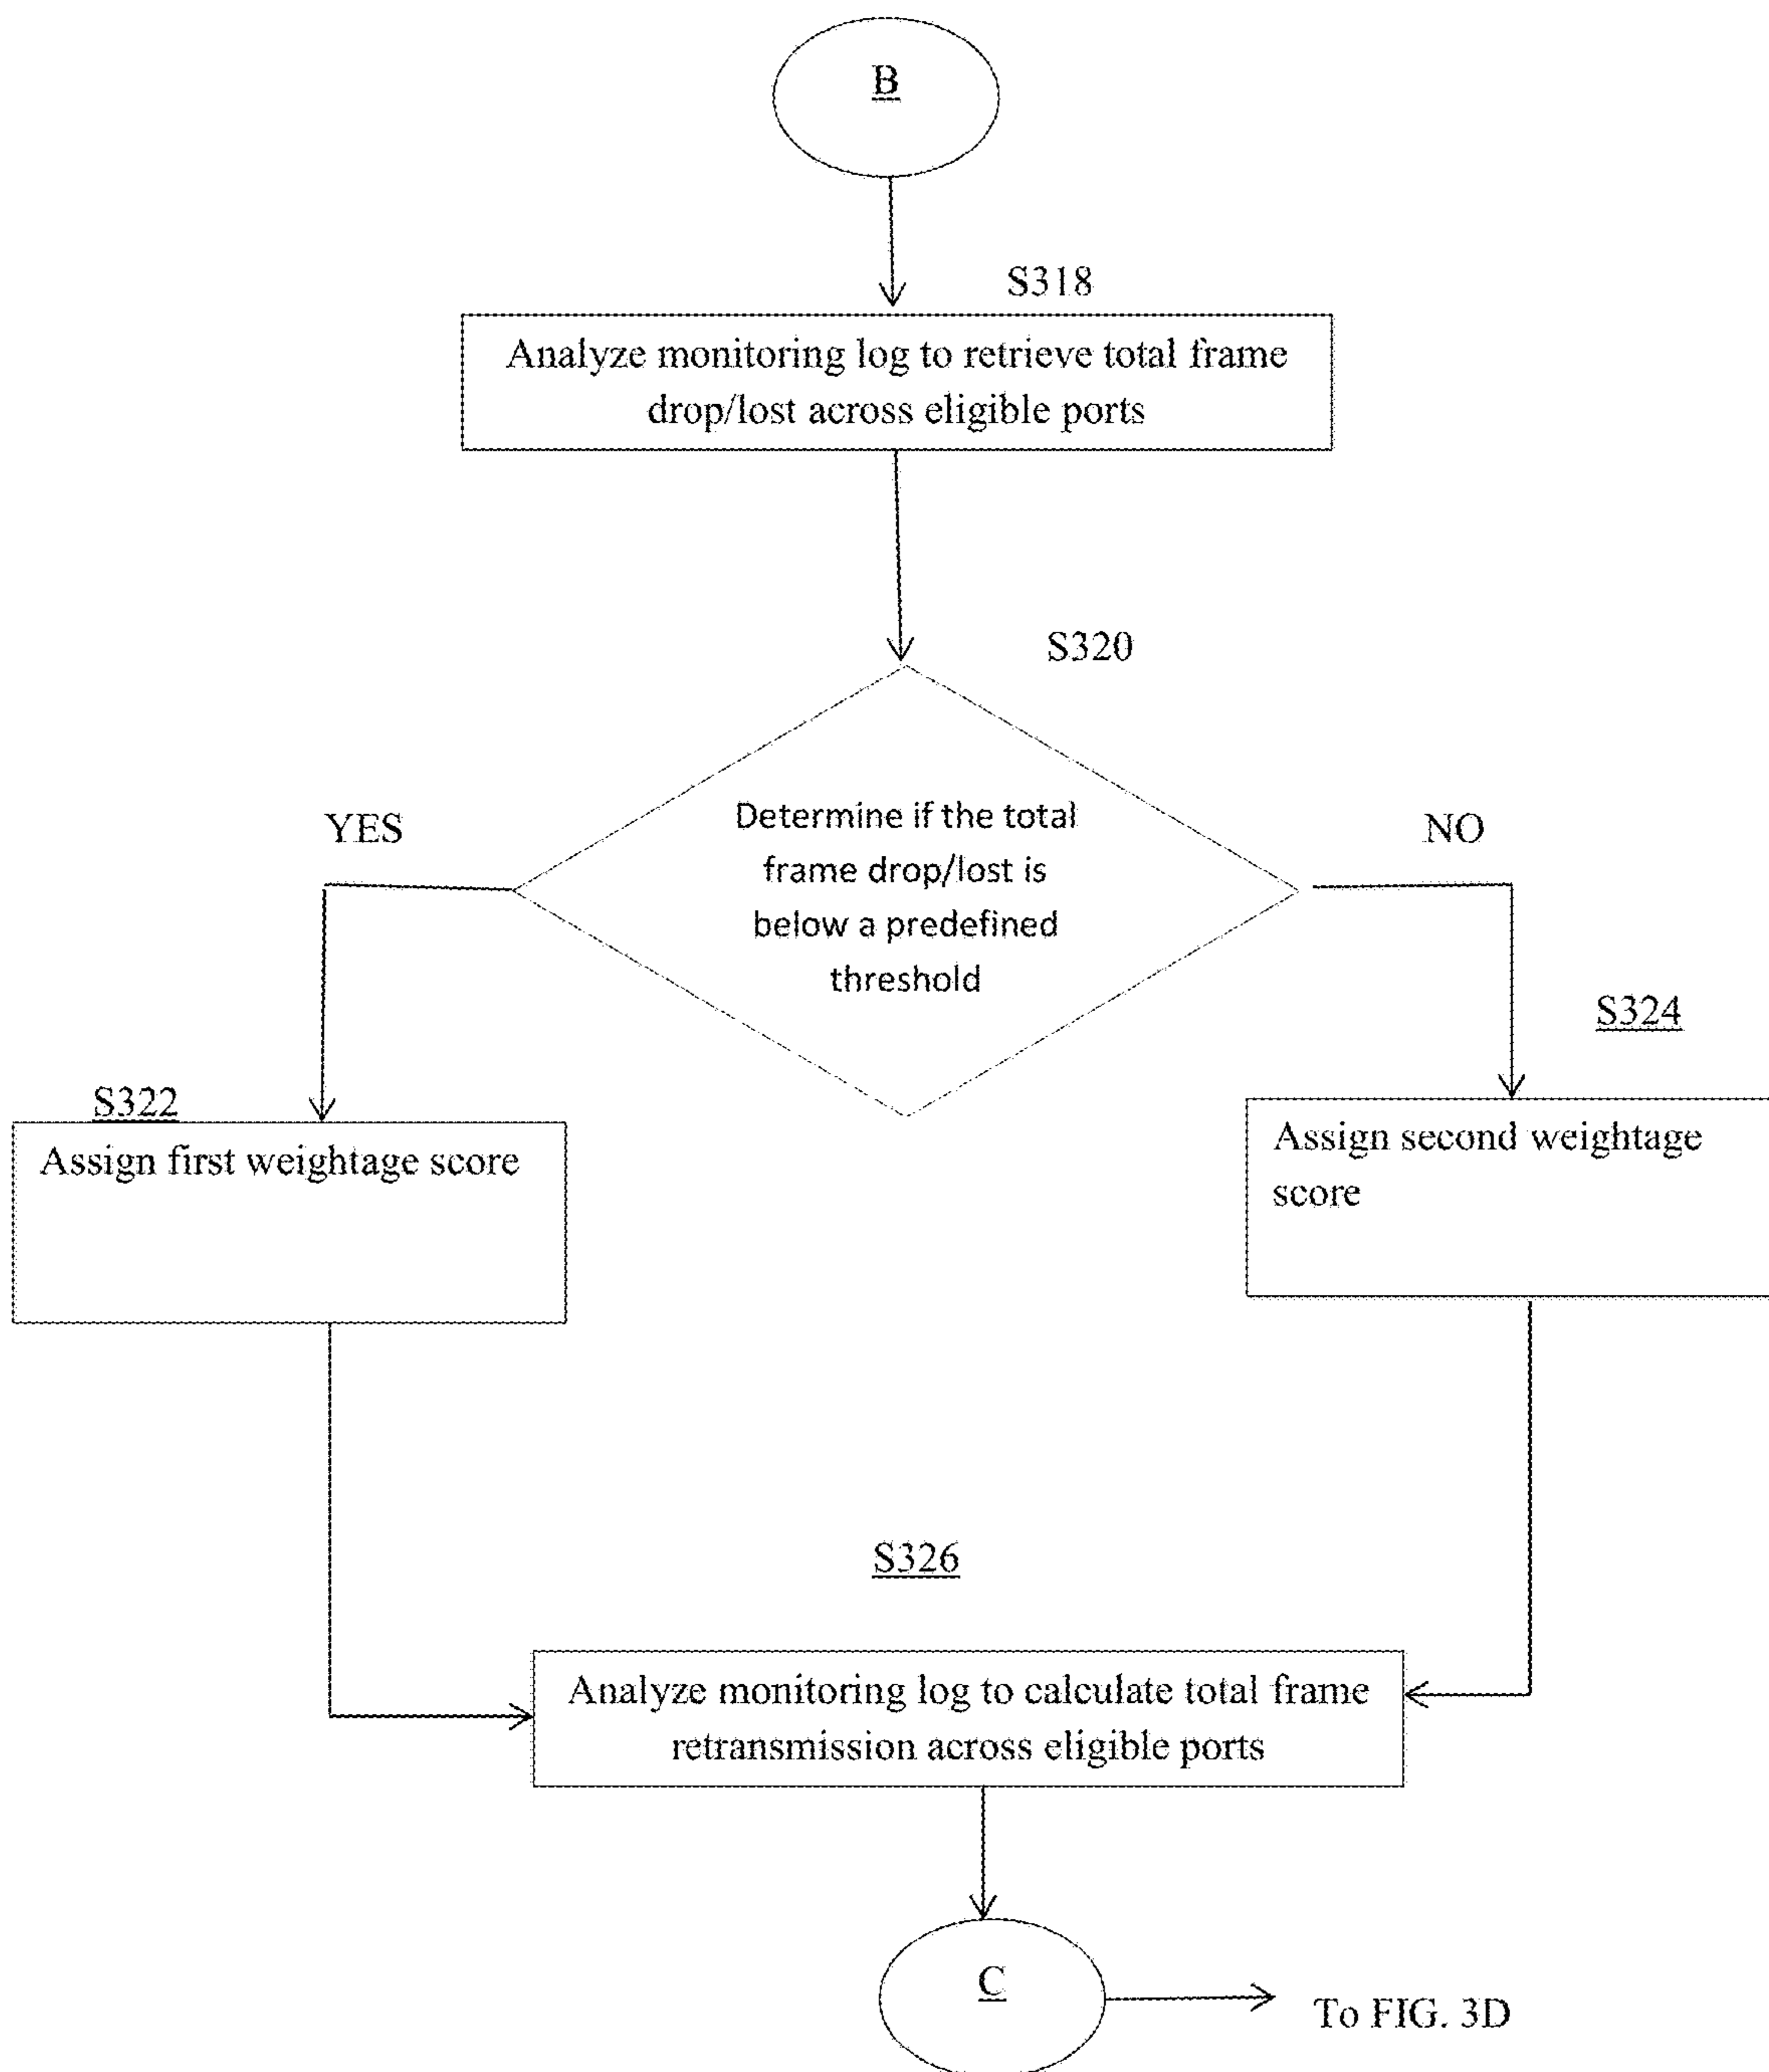 B
S318
Analyze monitoring log to retrieve total frame
drop/lost across eligible ports
S320
Determine if the total
frame drop/lost is
below a predefined
threshold
YES
NO
S324
S322
Assign first weightage score
Assign second weightage
score
S326
Analyze monitoring log to calculate total frame
retransmission across eligible ports
C
To FIG. 3D